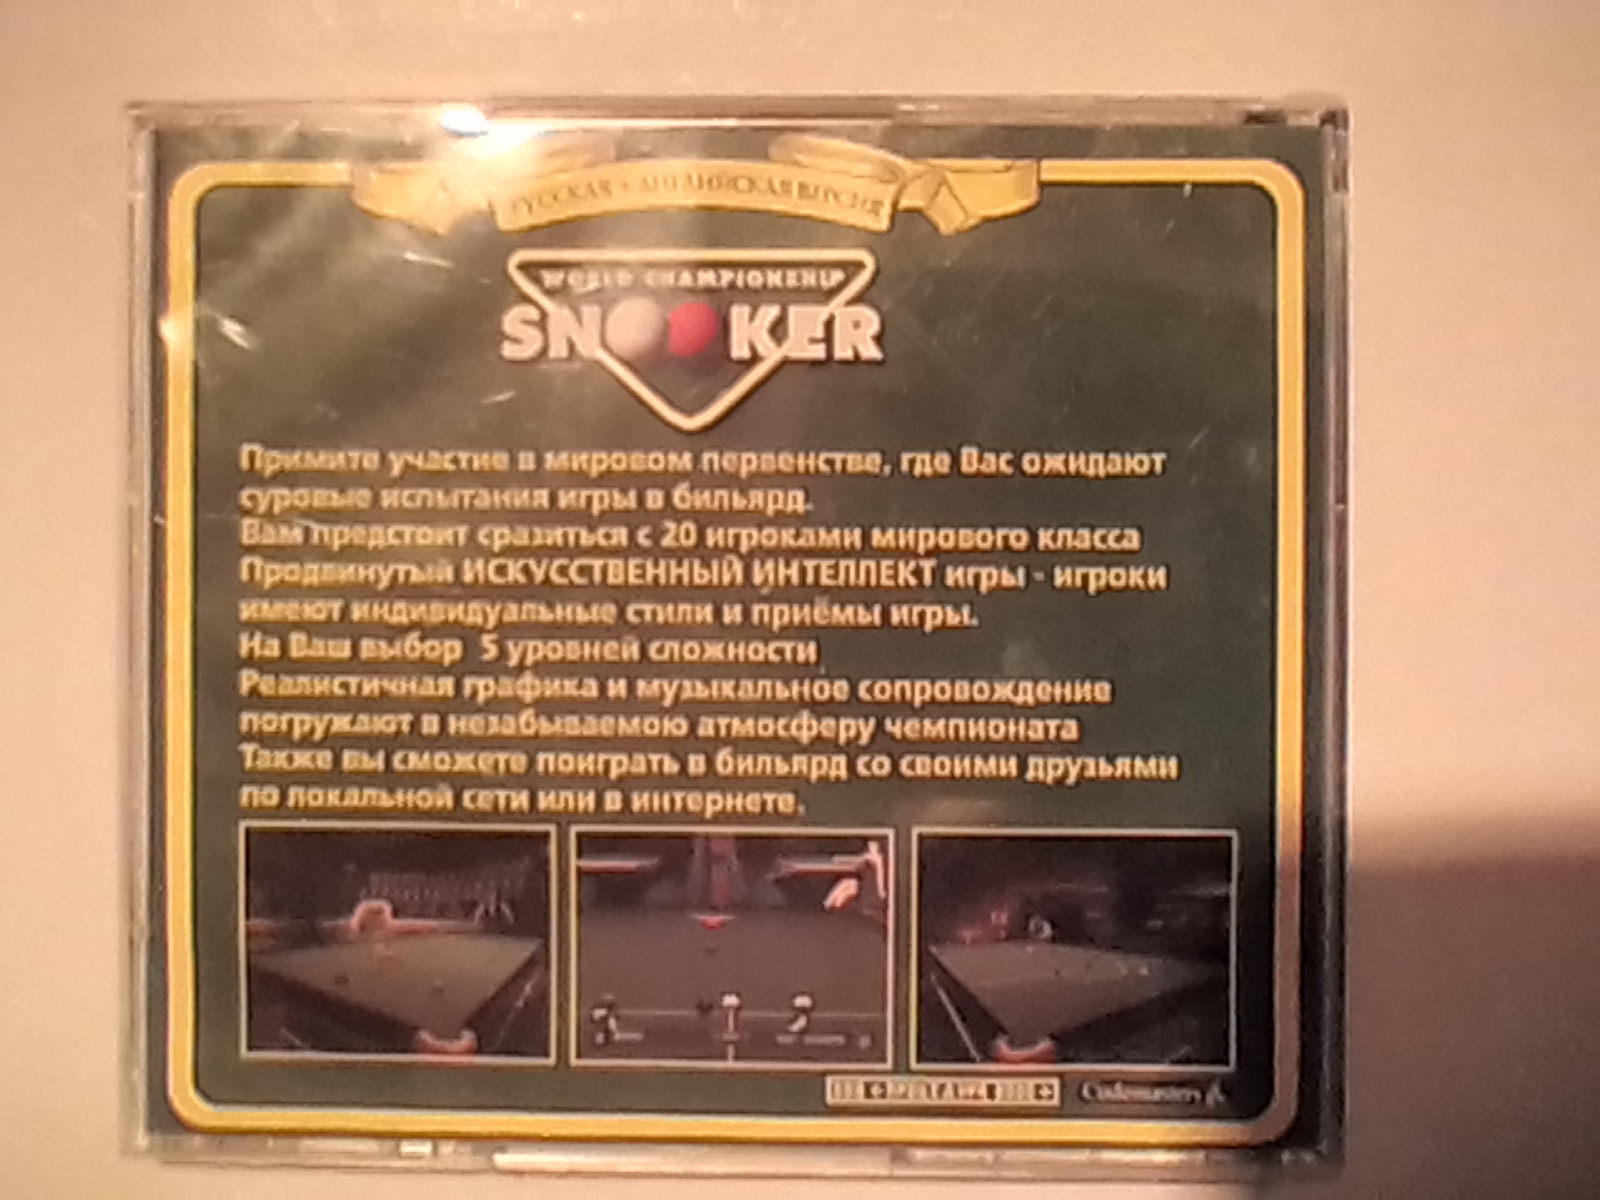 РУССКАЯ + АНГЛИЙСКАЯ ВЕРСИЯ
WORLD CHAMPIONSHIP
SNOOKER
Примите участие в мировом первенстве, где Вас ожидают
суровые испытания игры в бильярд.
Вам предстоит сразиться с 20 игроками мирового класса
Продвинутый ИСКУССТВЕННЫЙ ИНТЕЛЛЕКТ игры - игроки
имеют индивидуальные стили и приёмы игры.
На Ваш выбор 5 уровней сложности
Реалистичная графика и музыкальное сопровождение
погружают в незабываемою атмосферу чемпионата
Также вы сможете поиграть в бильярд со своими друзьями
по локальной сети или в интернете.
Codemasters